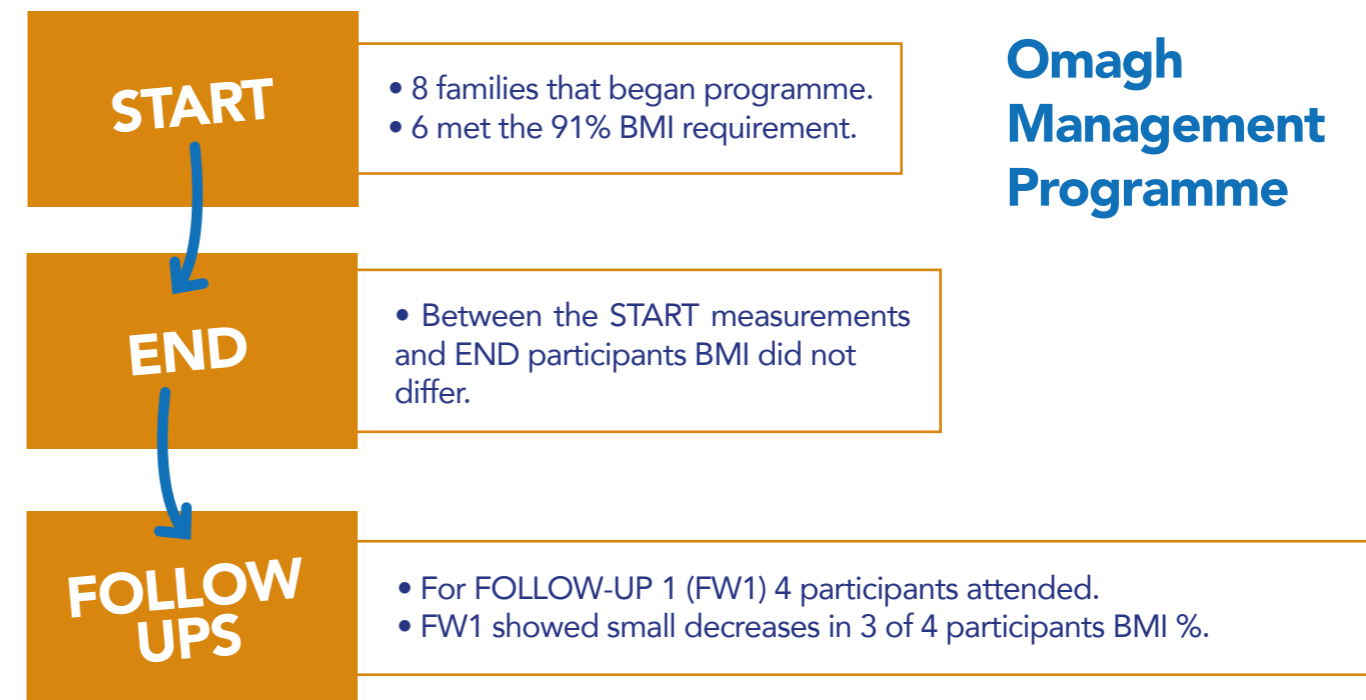 START
• 8 families that began programme.
• 6 met the 91% BMI requirement.
Omagh
Management
Programme
END
• Between the START measurements
and END participants BMI did not
differ.
FOLLOW
UPS
• For FOLLOW-UP 1 (FW1) 4 participants attended.
• FW1 showed small decreases in 3 of 4 participants BMI %.